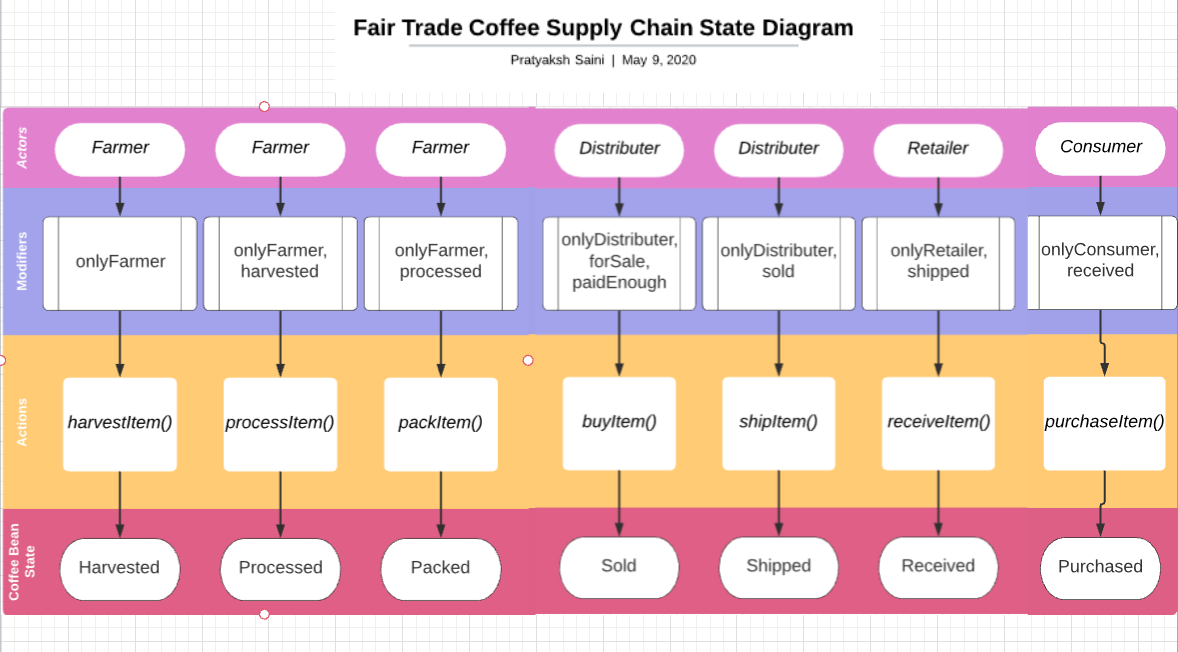 Fair Trade Coffee Supply Chain State Diagram
Pratyaksh Saini | May 9, 2020
Actors
Farmer
Farmer
Farmer
Distributer
Distributer
Retailer
Consumer
Modifiers
onlyFarmer
onlyFarmer,
harvested
onlyFarmer,
processed
onlyDistributer,
forSale,
paidEnough
onlyDistributer,
sold
onlyRetailer,
shipped
onlyConsumer,
received
Actions
harvestItem()
processItem()
packItem()
buyItem()
shipItem()
receiveItem()
purchaseItem()
Coffee Bean
State
Harvested
Processed
Packed
Sold
Shipped
Received
Purchased